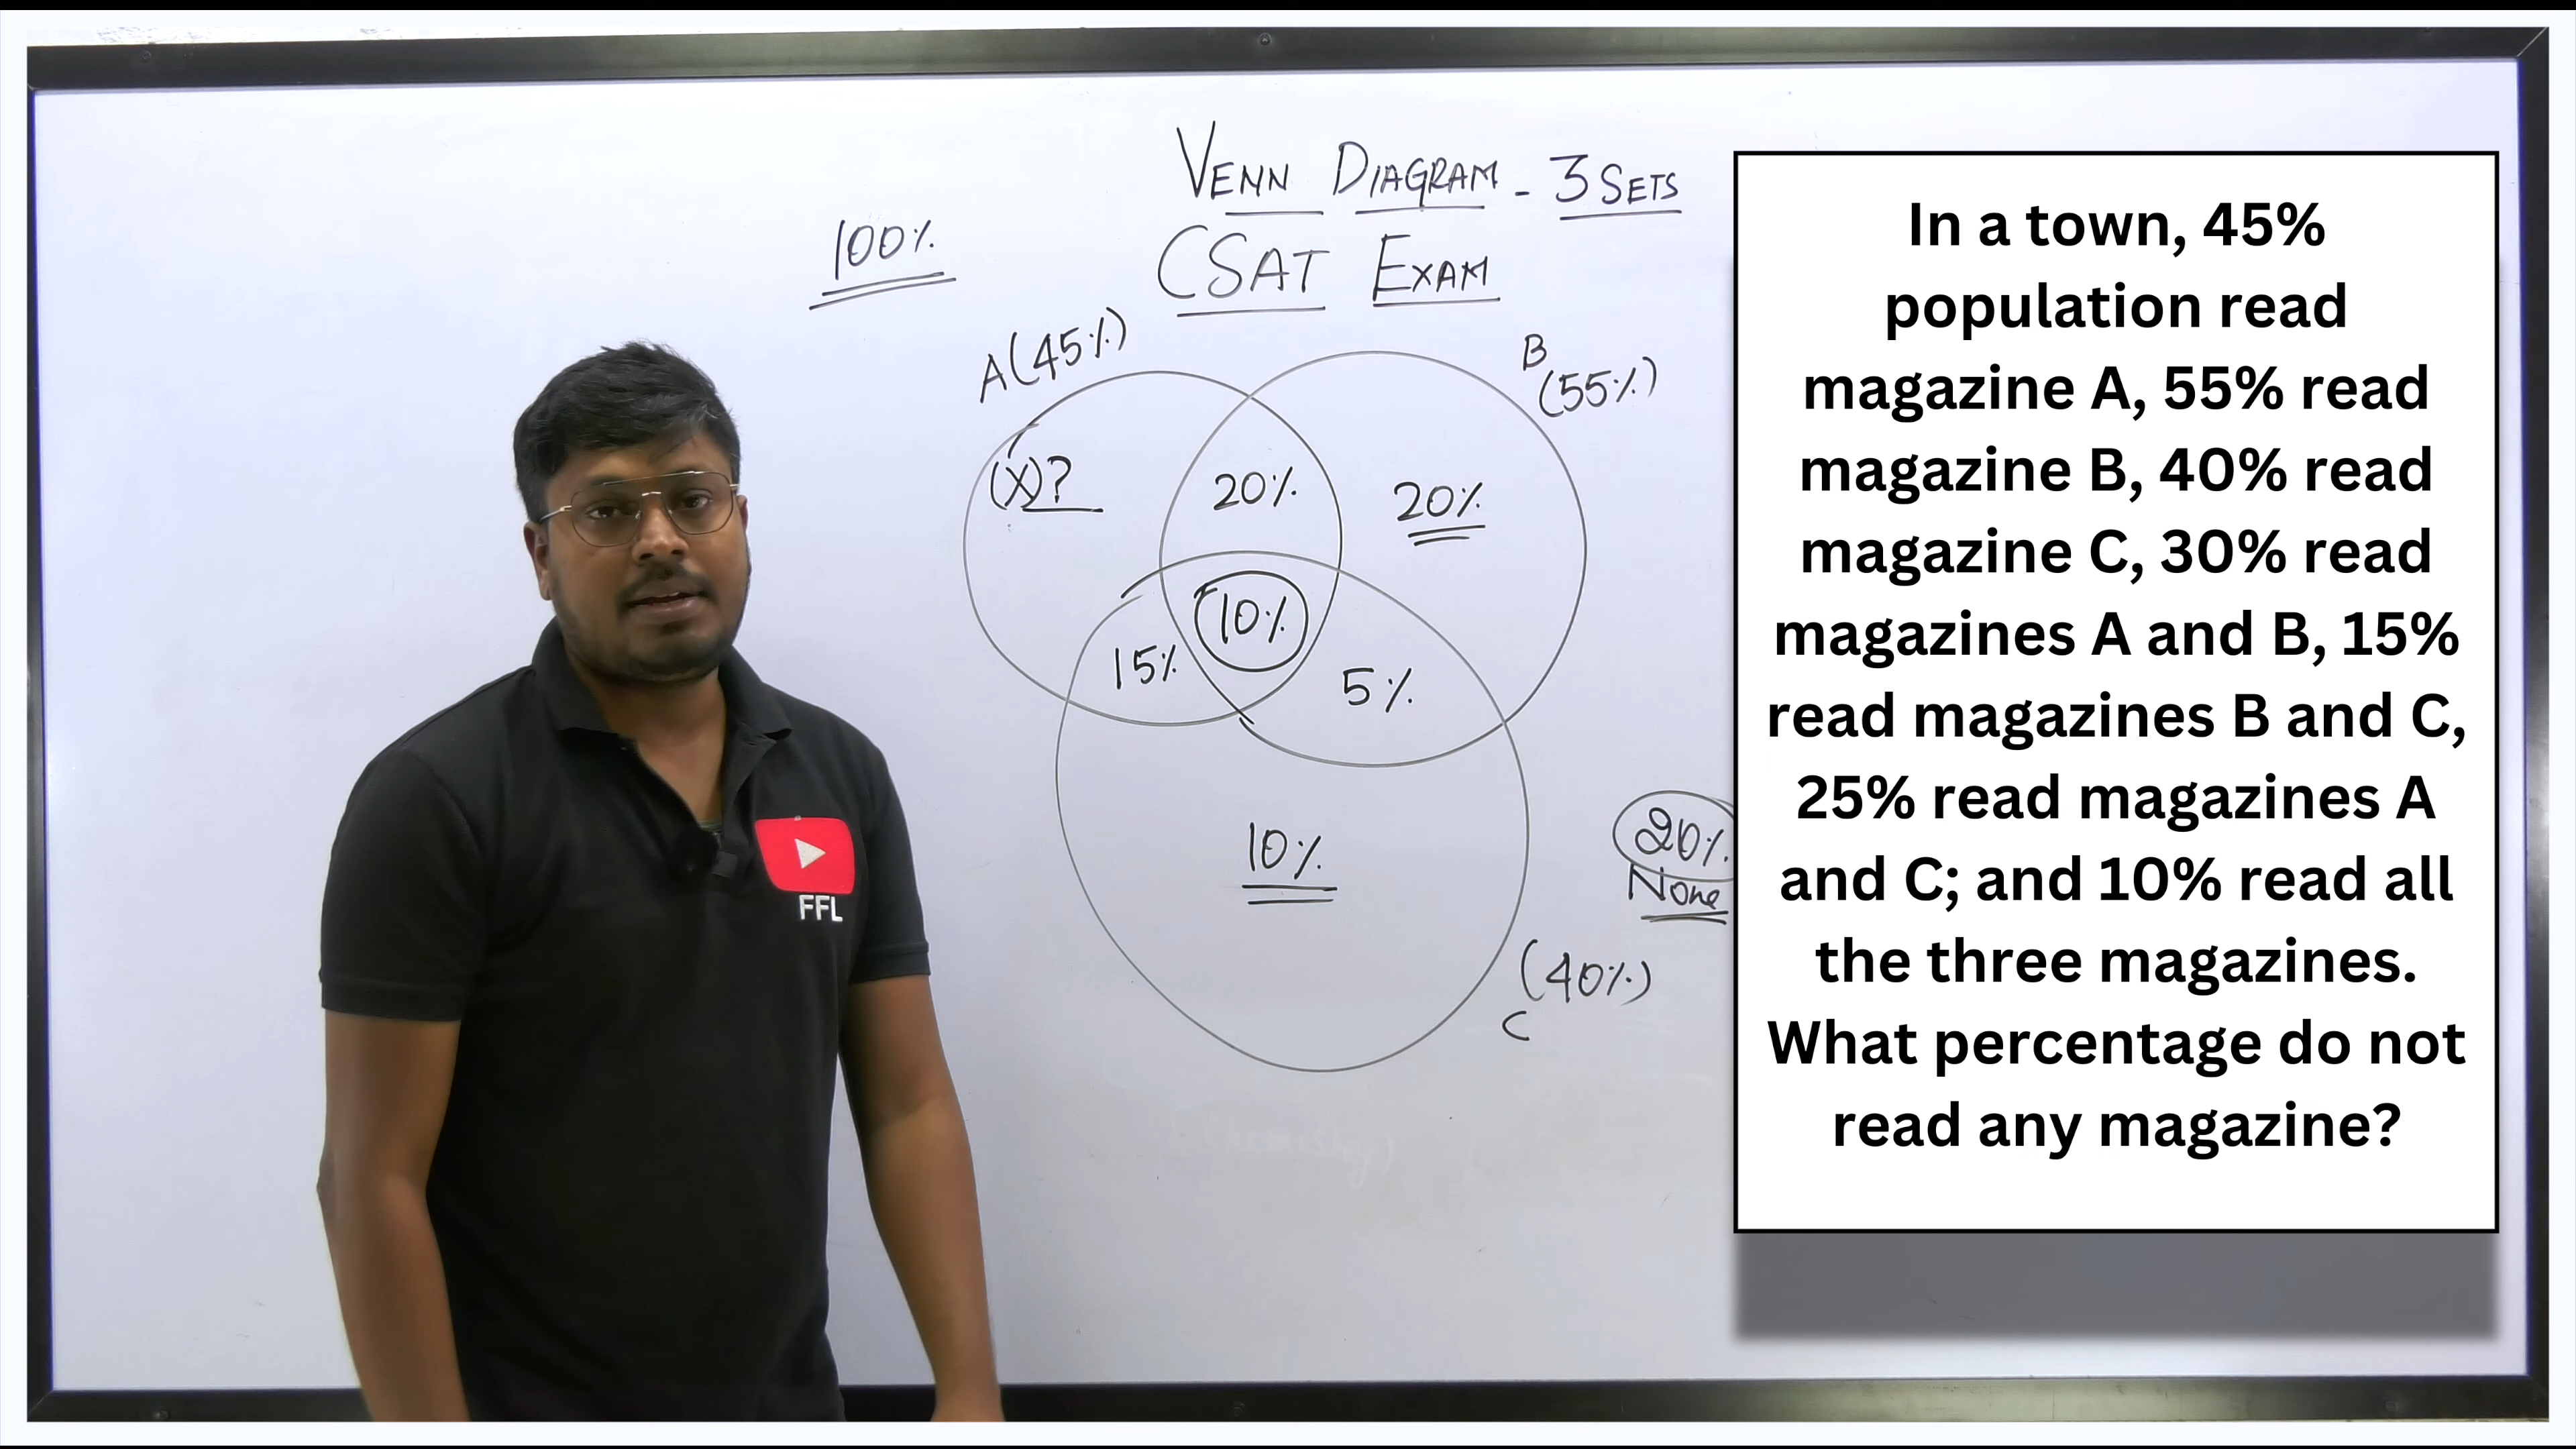 VENN DIAGRAM - 3 SETS
CSAT EXAM
100%
A(45%)
B
(55%)
(X)?
20%
20%
10%
15%
5%
10%
20%
None
(40%)
C
FFL
In a town, 45%
population read
magazine A, 55% read
magazine B, 40% read
magazine C, 30% read
magazines A and B, 15%
read magazines B and C,
25% read magazines A
and C; and 10% read all
the three magazines.
What percentage do not
read any magazine?
(Chemistry)